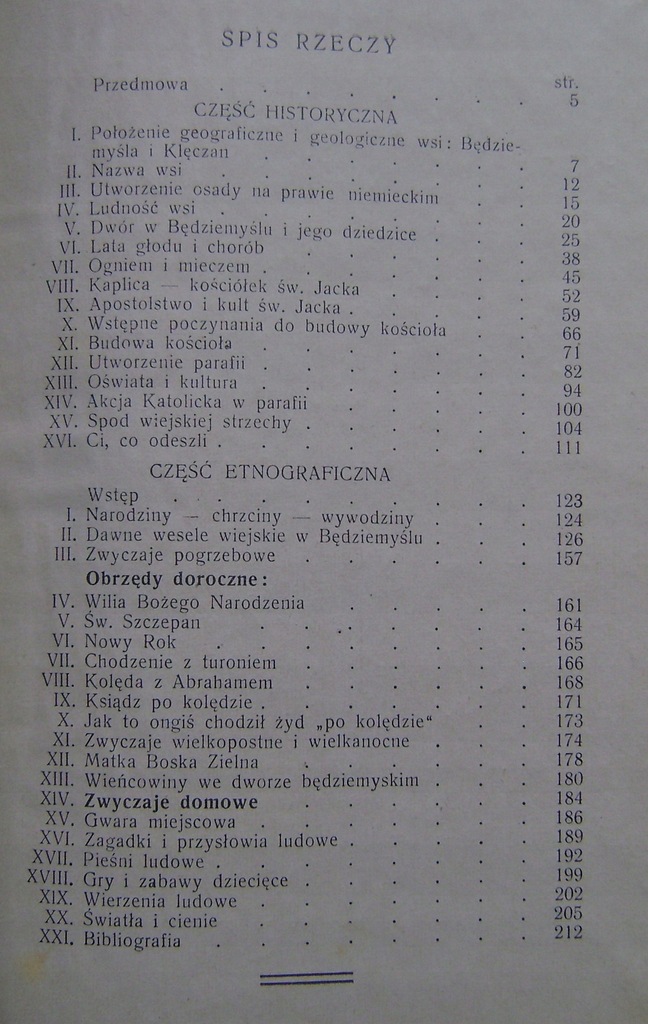 SPIS RZECZY
str.
Przedmowa . . . . . . . . 5
CZĘŚĆ HISTORYCZNA
I. Położenie geograficzne i geologiczne wsi: Będzie-
myśla i Klęczan . . . . . . 7
II. Nazwa wsi . . . . . . . . 12
III. Utworzenie osady na prawie niemieckim . . 15
IV. Ludność wsi . . . . . . . . 20
V. Dwór w Będziemyślu i jego dziedzice . . . 25
VI. Lata głodu i chorób . . . . . . 38
VII. Ogniem i mieczem . . . . . . . 45
VIII. Kaplica — kościółek św. Jacka . . . . 52
IX. Apostolstwo i kult św. Jacka . . . . . 59
X. Wstępne poczynania do budowy kościoła . . 66
XI. Budowa kościoła . . . . . . . 71
XII. Utworzenie parafii . . . . . . . 82
XIII. Oświata i kultura . . . . . . . 94
XIV. Akcja Katolicka w parafii . . . . . 100
XV. Spod wiejskiej strzechy . . . . . . 104
XVI. Ci, co odeszli . . . . . . . . 111
CZĘŚĆ ETNOGRAFICZNA
Wstęp . . . . . . . . . 123
I. Narodziny — chrzciny — wywodziny . . . 124
II. Dawne wesele wiejskie w Będziemyślu . . . 126
III. Zwyczaje pogrzebowe . . . . . . 157
Obrzędy doroczne:
IV. Wilia Bożego Narodzenia . . . . . 161
V. Św. Szczepan . . . . . . . 164
VI. Nowy Rok . . . . . . . . 165
VII. Chodzenie z turoniem . . . . . . 166
VIII. Kolęda z Abrahamem . . . . . . 168
IX. Ksiądz po kolędzie . . . . . . . 171
X. Jak to ongiś chodził żyd „po kolędzie“ . . 173
XI. Zwyczaje wielkopostne i wielkanocne . . . 174
XII. Matka Boska Zielna . . . . . . 178
XIII. Wieńcowiny we dworze będziemyskim . . . 180
XIV. Zwyczaje domowe . . . . . . 184
XV. Gwara miejscowa . . . . . . . 186
XVI. Zagadki i przysłowia ludowe . . . . . 189
XVII. Pieśni ludowe . . . . . . . . 192
XVIII. Gry i zabawy dziecięce . . . . . . 199
XIX. Wierzenia ludowe . . . . . . . 202
XX. Światła i cienie . . . . . . . 205
XXI. Bibliografia . . . . . . . . 212